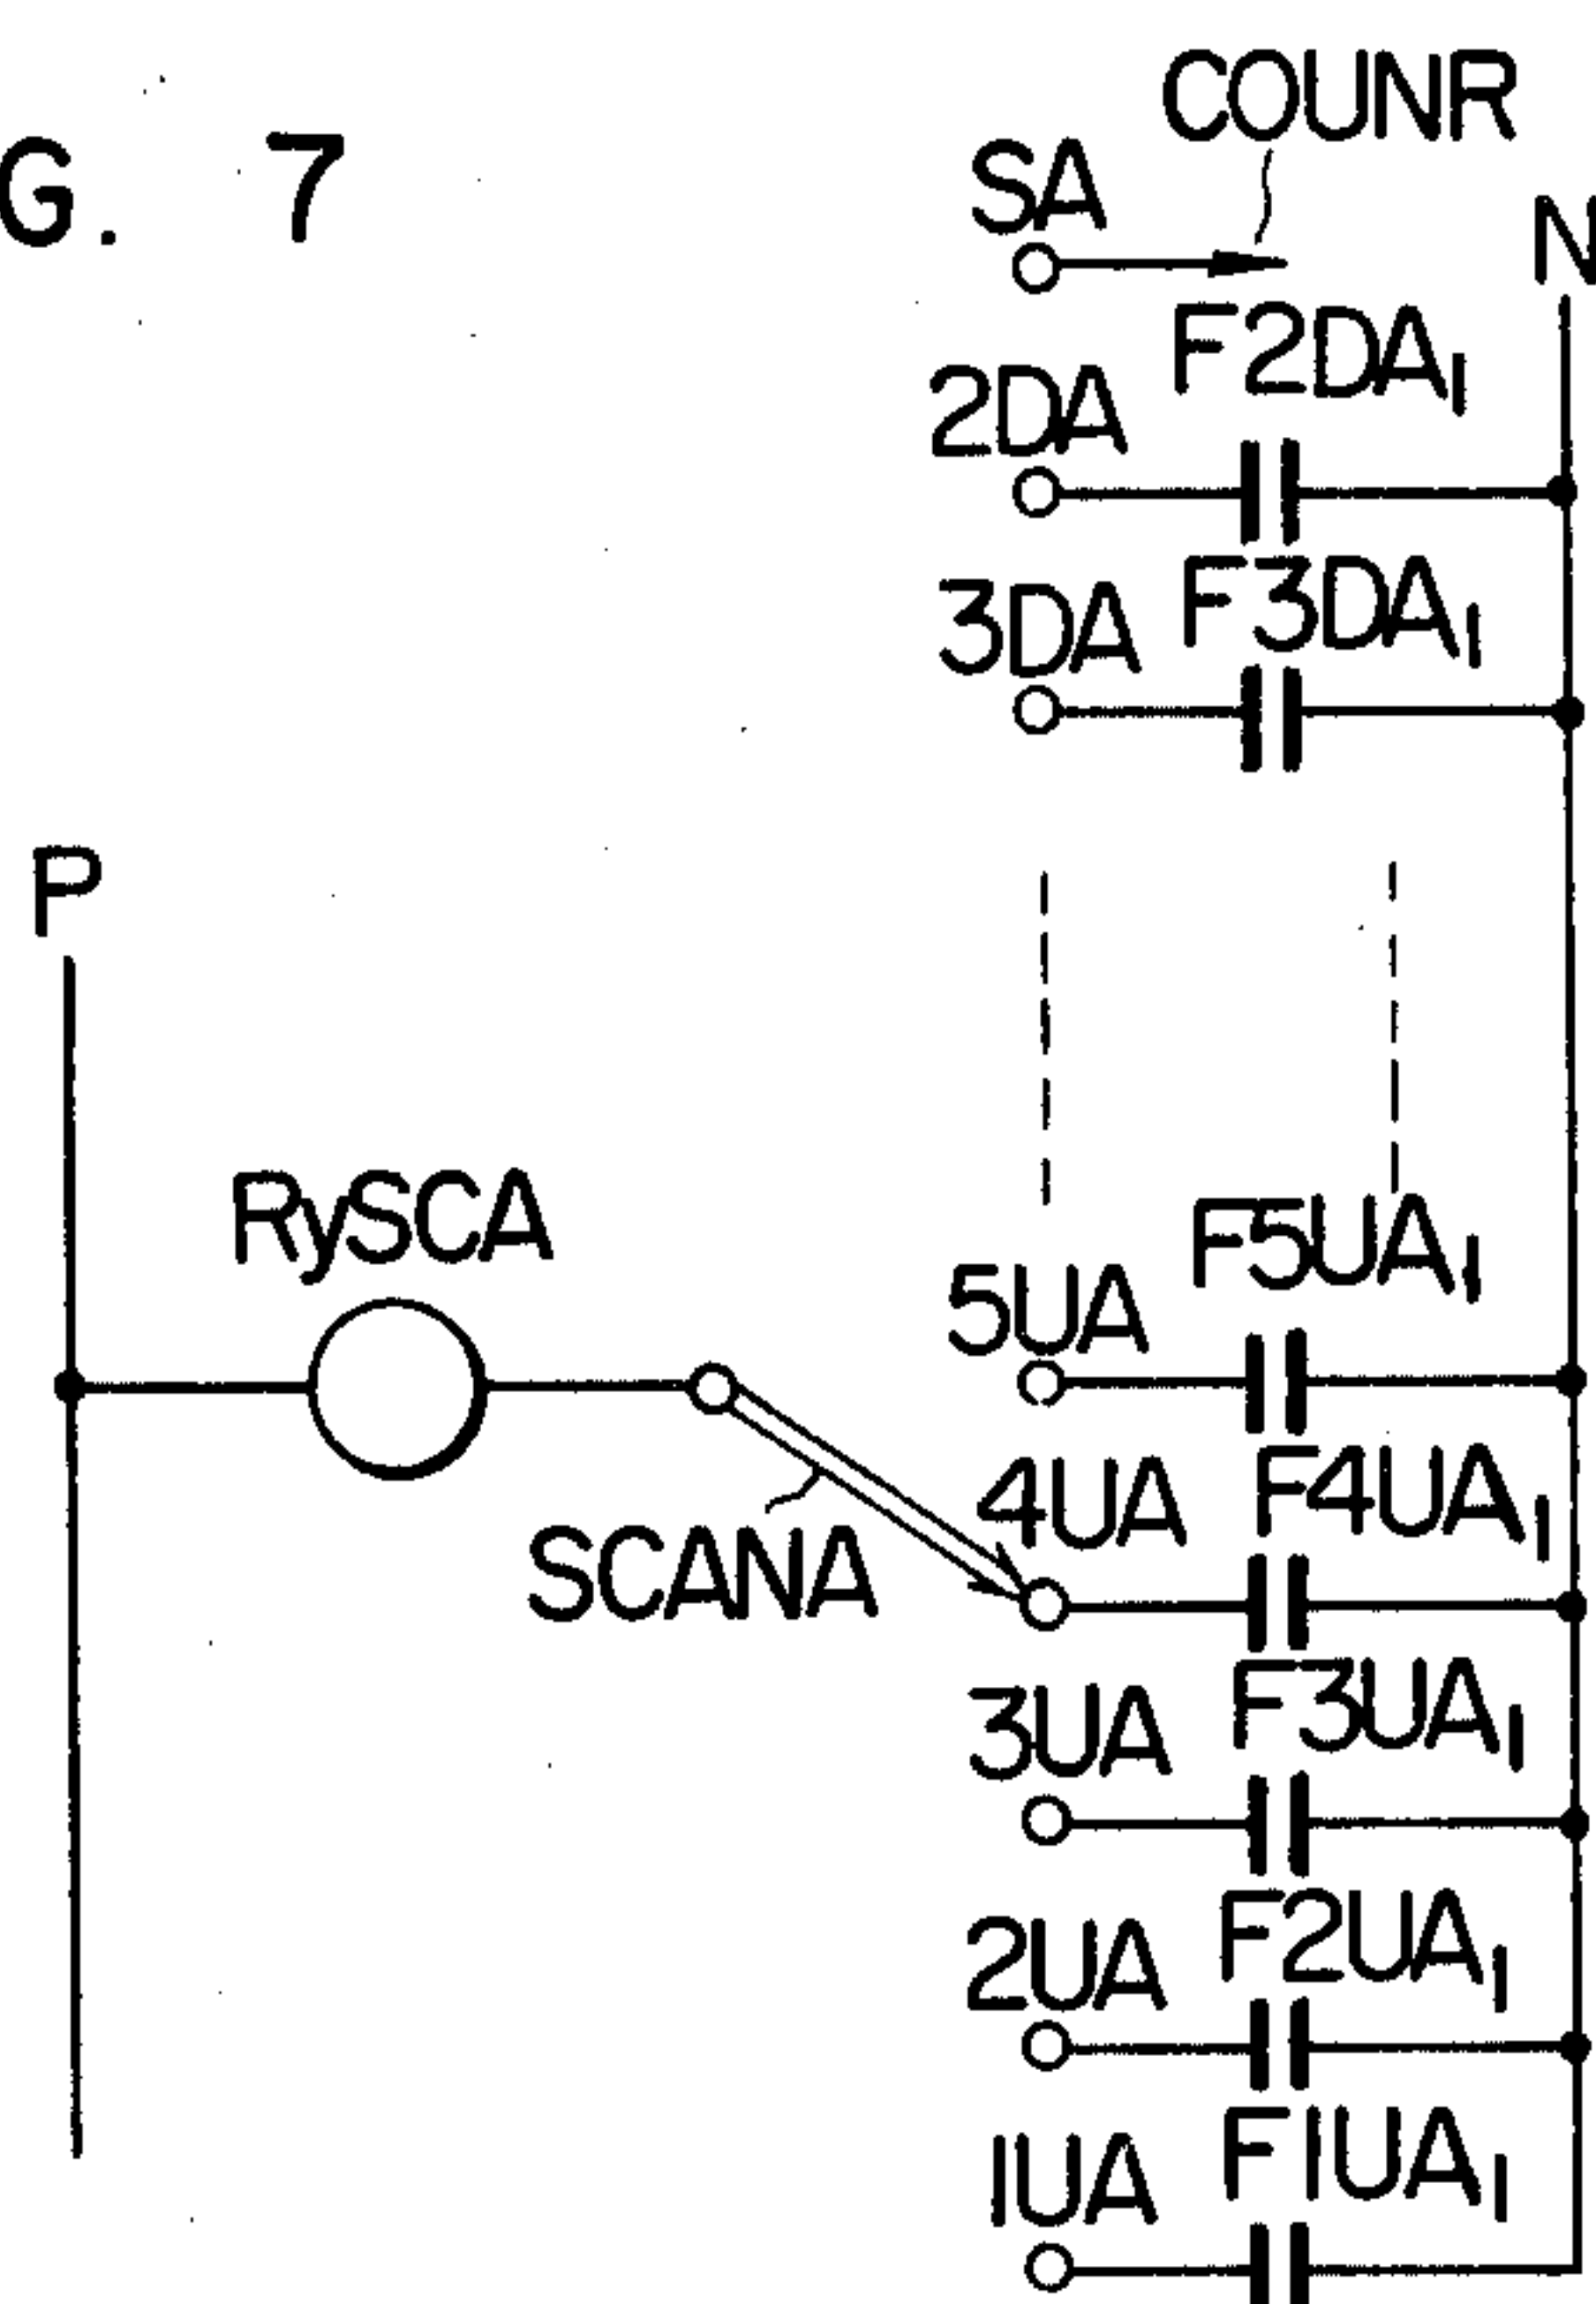 G. 7
COUNR
SA
N
F2DA1
2DA
F3DA1
3DA
P
RySCA
F5UA1
5UA
4UA F4UA1
SCANA
3UA F3UA1
2UA F2UA1
1UA F1UA1